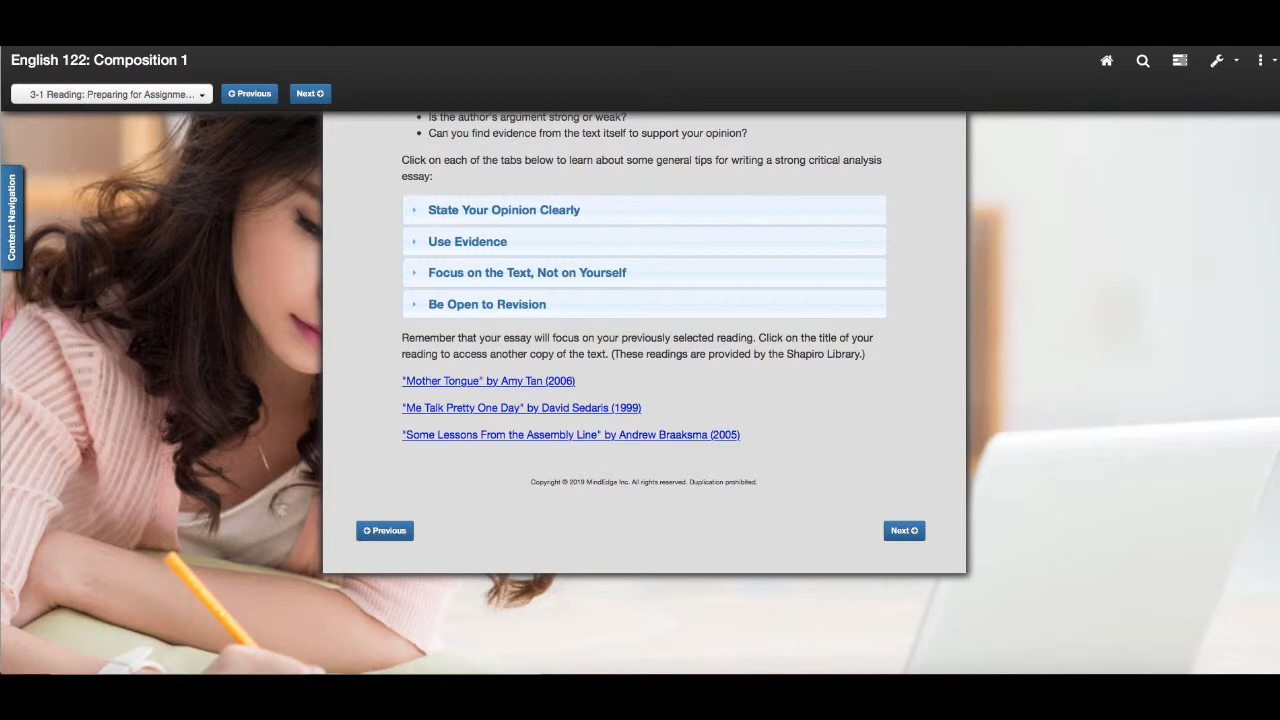 English 122: Composition 1
3-1 Reading: Preparing for Assignme...
Previous
Next
Content Navigation
Is the author's argument strong or weak?
Can you find evidence from the text itself to support your opinion?
Click on each of the tabs below to learn about some general tips for writing a strong critical analysis
essay:
State Your Opinion Clearly
Use Evidence
Focus on the Text, Not on Yourself
Be Open to Revision
Remember that your essay will focus on your previously selected reading. Click on the title of your
reading to access another copy of the text. (These readings are provided by the Shapiro Library.)
"Mother Tongue" by Amy Tan (2006)
"Me Talk Pretty One Day" by David Sedaris (1999)
"Some Lessons From the Assembly Line" by Andrew Braaksma (2005)
Copyright © 2019 MindEdge Inc. All rights reserved. Duplication prohibited.
Previous
Next